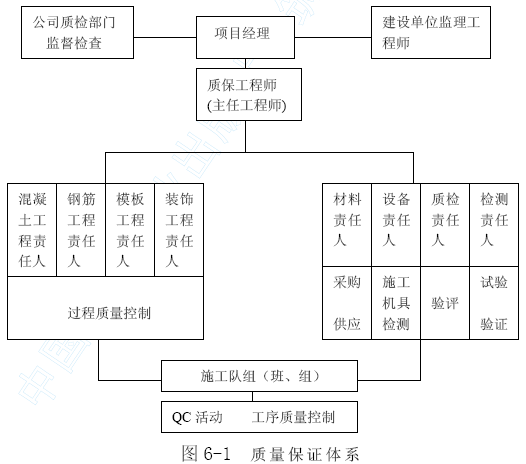 公司质检部门
监督检查
项目经理
建设单位监理工
程师
质保工程师
(主任工程师)
混凝
土工
程责
任人
钢筋
工程
责任
人
模板
工程
责任
人
装饰
工程
责任
人
材料
责任
人
设备
责任
人
质检
责任
人
检测
责任
人
过程质量控制
采购
供应
施工
机具
检测
验评
试验
验证
施工队组（班、组）
QC 活动 工序质量控制
图 6-1 质量保证体系